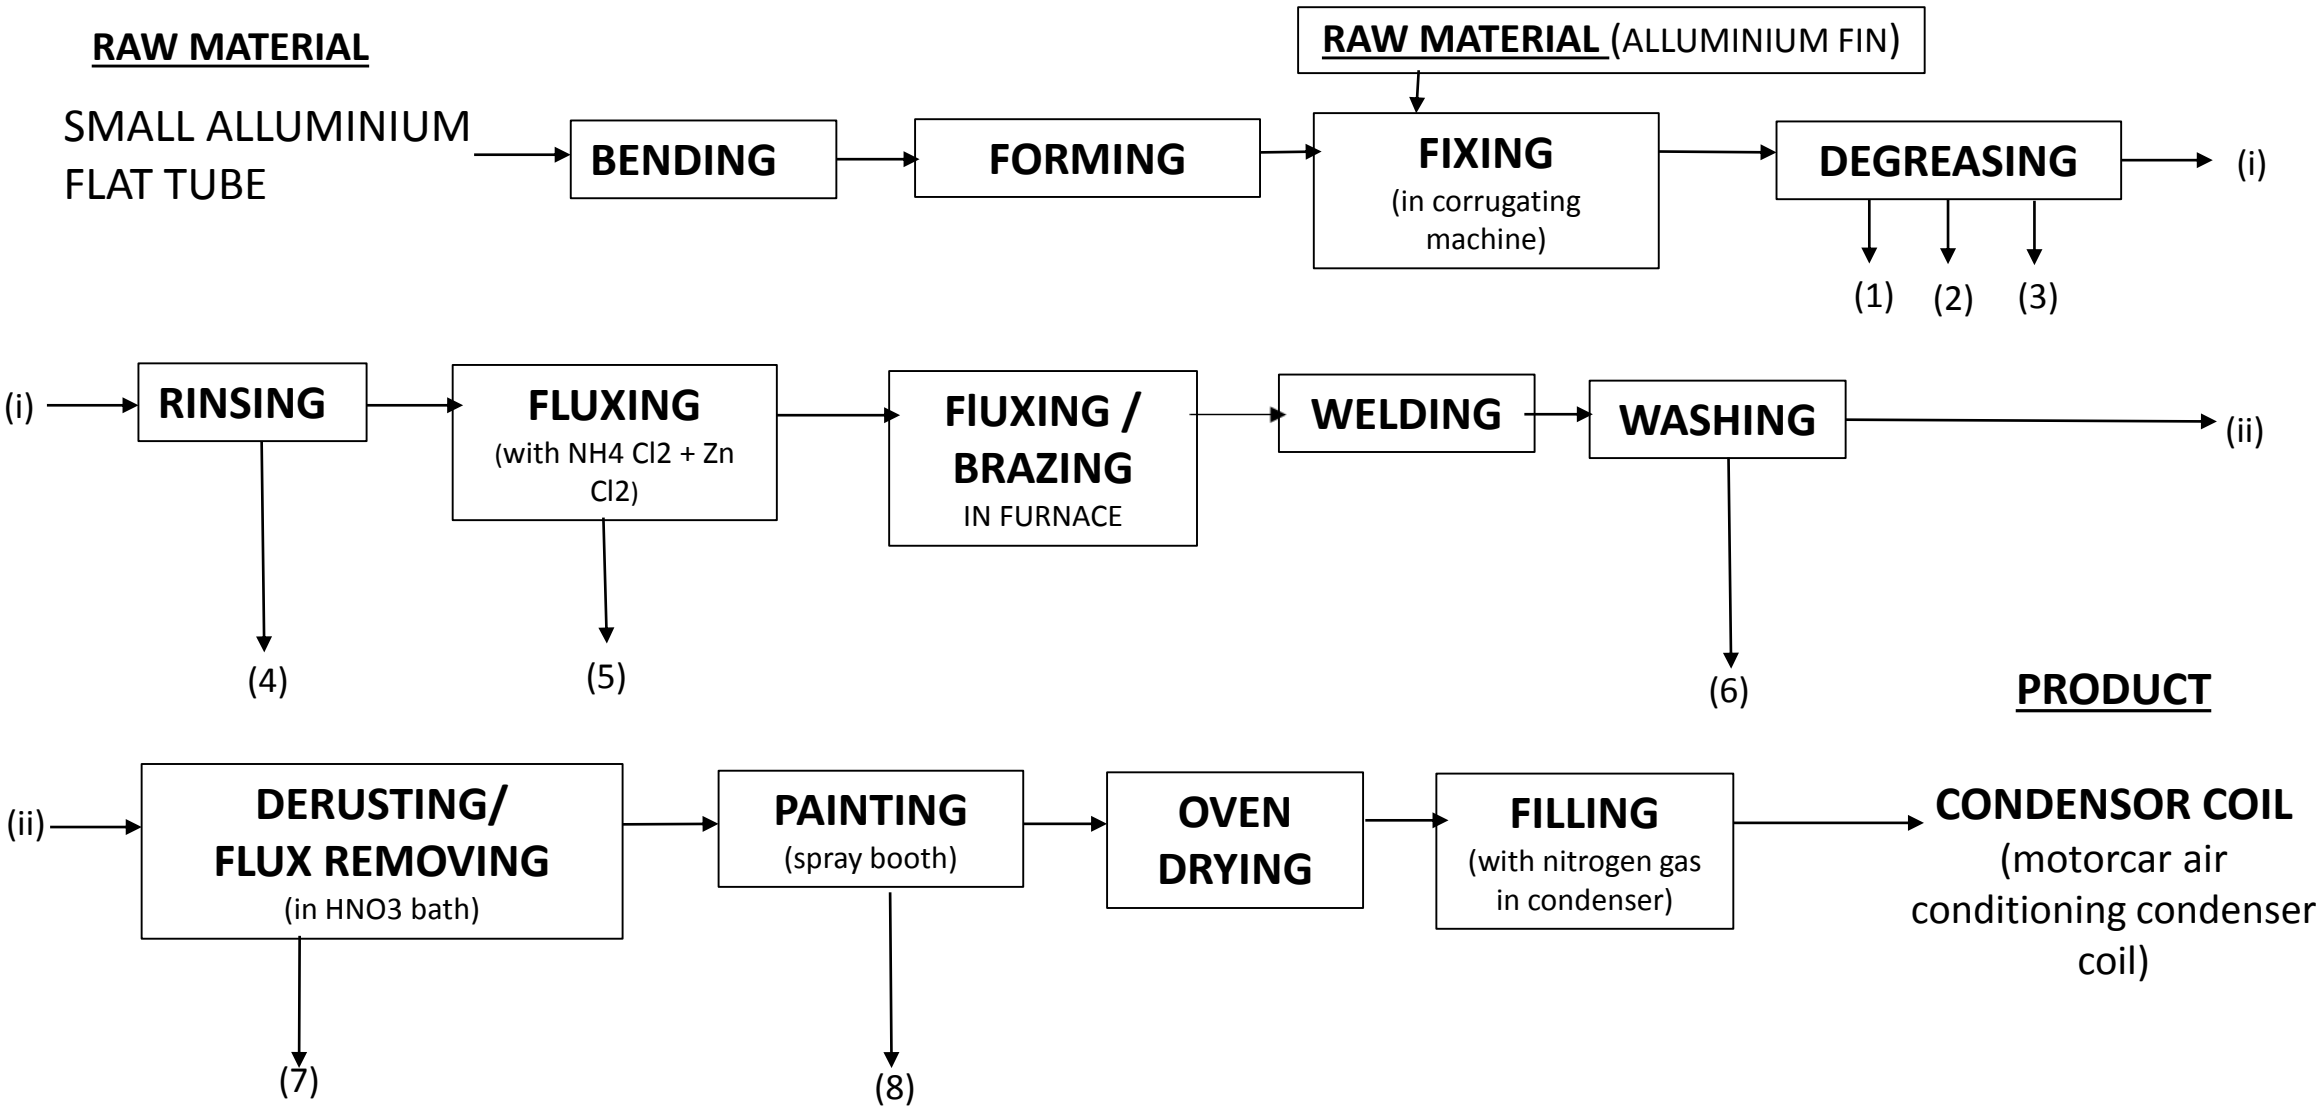 RAW MATERIAL
RAW MATERIAL (ALLUMINIUM FIN)
SMALL ALLUMINIUM
FLAT TUBE
BENDING
FORMING
FIXING
(in corrugating
machine)
DEGREASING
(i)
(1)
(2)
(3)
(i)
RINSING
FLUXING
(with NH4 Cl2 + Zn
Cl2)
FlUXING /
BRAZING
IN FURNACE
WELDING
WASHING
(ii)
(4)
(5)
(6)
PRODUCT
(ii)
DERUSTING/
FLUX REMOVING
(in HNO3 bath)
PAINTING
(spray booth)
OVEN
DRYING
FILLING
(with nitrogen gas
in condenser)
CONDENSOR COIL
(motorcar air
conditioning condenser
coil)
(7)
(8)